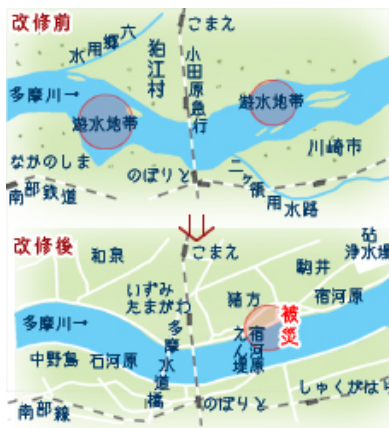 改修前
六郷用水
こまえ
狛江村
小田原急行
多摩川→
遊水地帯
遊水地帯
川崎市
なかのしま
のぼりと
二ヶ領用水路
南部鉄道
改修後
和泉
こまえ
砧浄水場
駒井
いずみたまがわ
猪方
宿河原
被災
多摩川→
宿河原えん堤
多摩水道橋
中野島
石河原
しゅくがはら
のぼりと
南部線